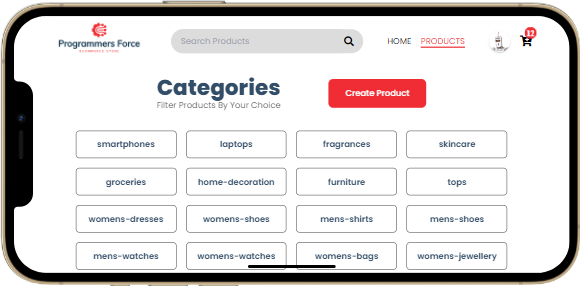 Programmers Force
ECOMMERCE STORE
Search Products
HOME
PRODUCTS
12
Categories
Filter Products By Your Choice
Create Product
smartphones
laptops
fragrances
skincare
groceries
home-decoration
furniture
tops
womens-dresses
womens-shoes
mens-shirts
mens-shoes
mens-watches
womens-watches
womens-bags
womens-jewellery